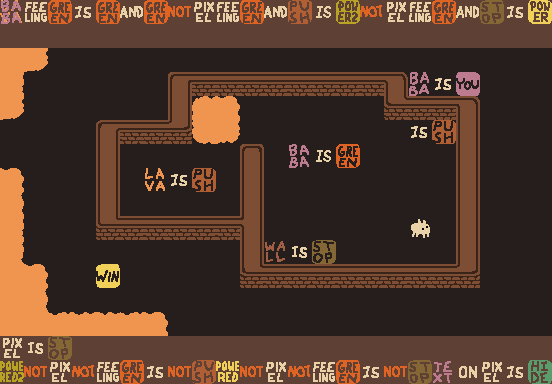 BABA FEELING GREEN IS GREEN AND GREEN NOT PIXEL FEELING GREEN AND PUSH IS POWER2 NOT PIXEL FEELING GREEN AND STOP IS POWER
BABA IS YOU
IS PUSH
BABA IS GREEN
LAVA IS PUSH
WALL IS STOP
WIN
PIXEL IS STOP
POWERED2 NOT PIXEL NOT FEELING GREEN IS NOT PUSH POWERED NOT PIXEL NOT FEELING GREEN IS NOT STOP TEXT ON PIXEL IS HIDE